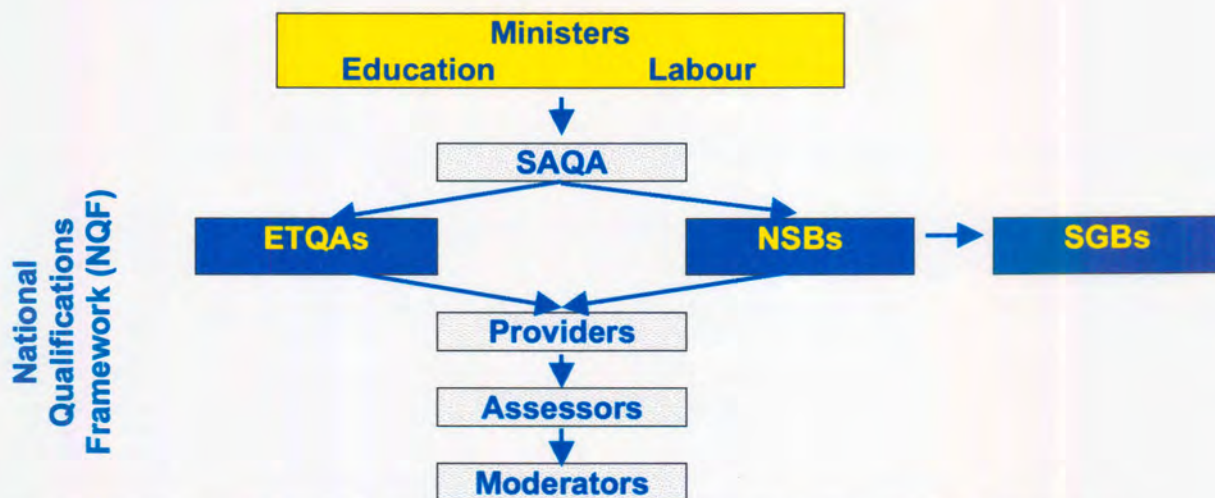 Ministers
Education Labour
SAQA
National
Qualifications
Framework (NQF)
ETQAs NSBs SGBs
Providers
Assessors
Moderators